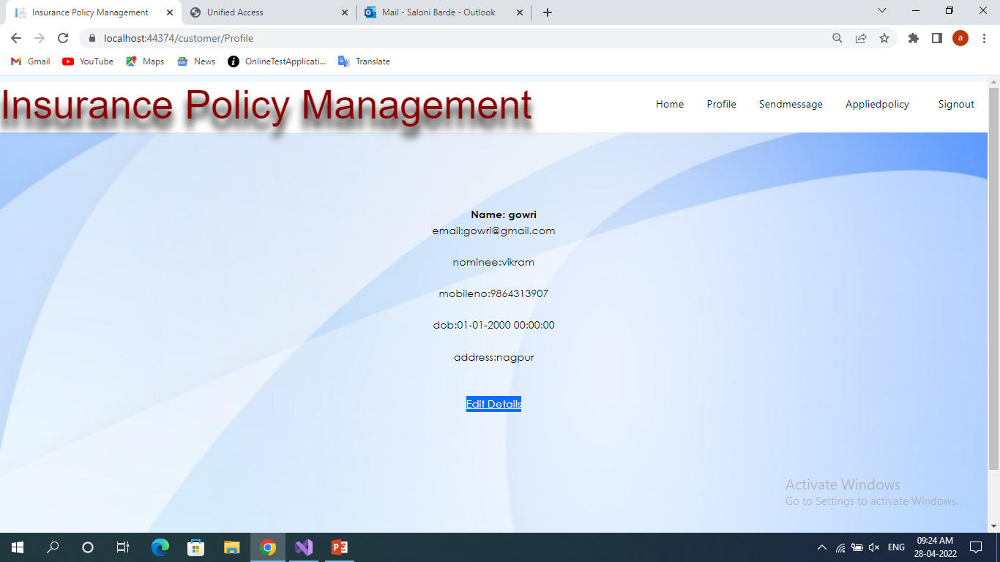 Insurance Policy Management
Unified Access
Mail - Saloni Barde - Outlook
localhost:44374/customer/Profile
a
Gmail
YouTube
Maps
News
OnlineTestApplicati...
Translate
Insurance Policy Management
Home
Profile
Sendmessage
Appliedpolicy
Signout
Name: gowri
email:gowri@gmail.com
nominee:vikram
mobileno:9864313907
dob:01-01-2000 00:00:00
address:nagpur
Edit Details
Activate Windows
Go to Settings to activate Windows.
ENG
09:24 AM
28-04-2022